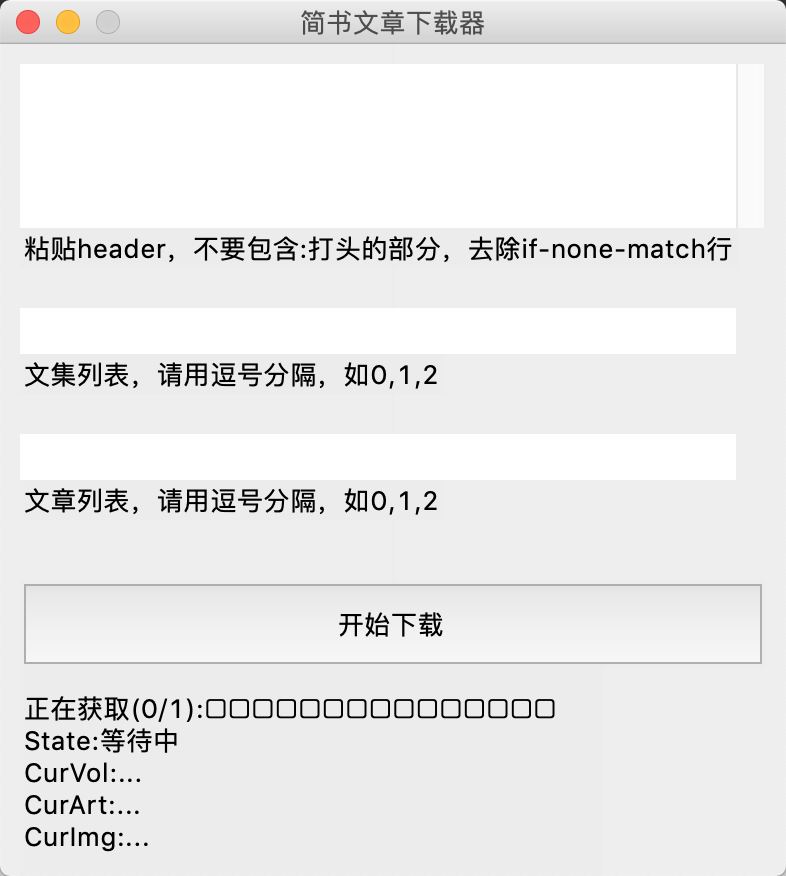 简书文章下载器
粘贴header，不要包含:打头的部分，去除if-none-match行
文集列表，请用逗号分隔，如0,1,2
文章列表，请用逗号分隔，如0,1,2
开始下载
正在获取(0/1):▢▢▢▢▢▢▢▢▢▢▢▢▢▢▢
State:等待中
CurVol:...
CurArt:...
CurImg:...